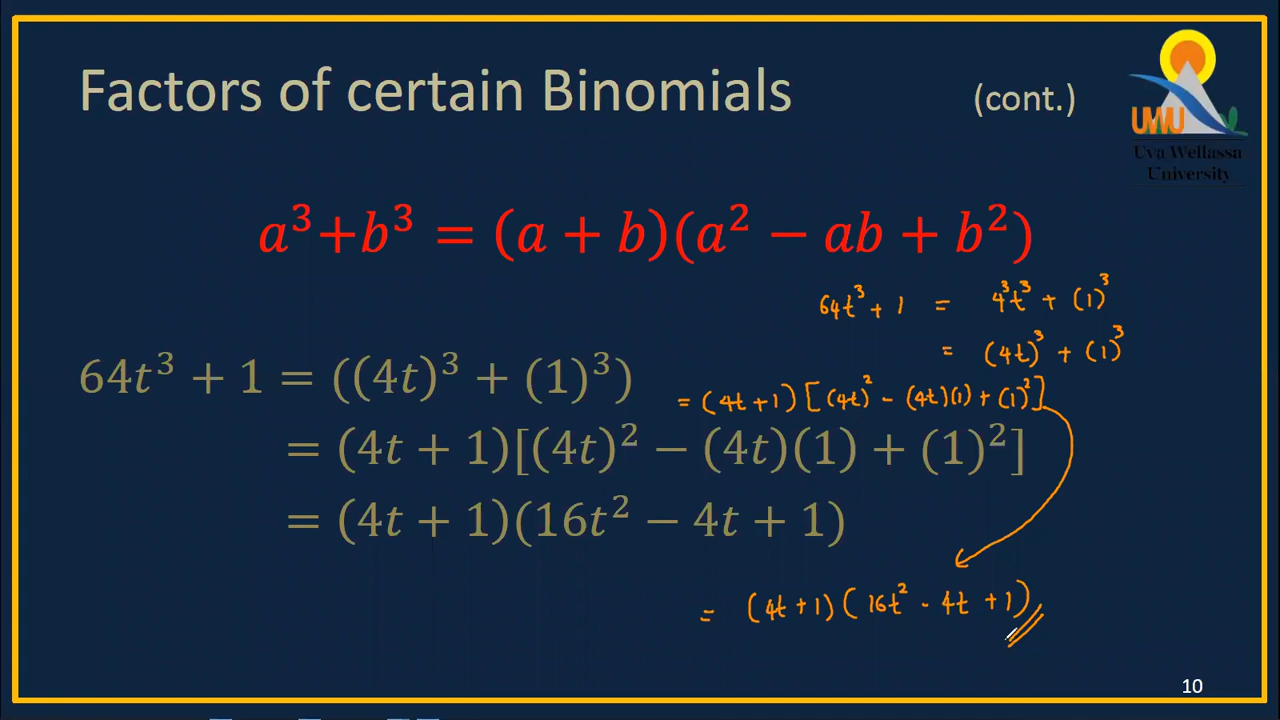 Factors of certain Binomials (cont.)
UWU
Uva Wellassa
University
a³+b³ = (a + b)(a² − ab + b²)
64t³ + 1 = 4³t³ + (1)³
= (4t)³ + (1)³
64t³ + 1 = ((4t)³ + (1)³)
= (4t+1)[(4t)² − (4t)(1) + (1)²]
= (4t + 1)[(4t)² − (4t)(1) + (1)²]
= (4t + 1)(16t² − 4t + 1)
= (4t+1)(16t² - 4t + 1)
10